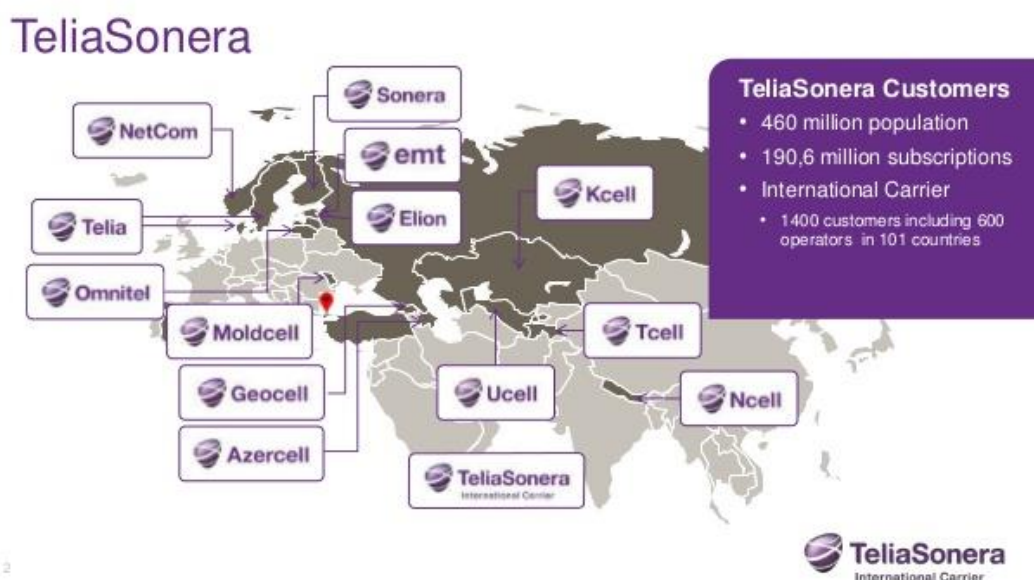 TeliaSonera
Sonera
NetCom
emt
Telia
Elion
Kcell
Omnitel
Moldcell
Tcell
Geocell
Ucell
Ncell
Azercell
TeliaSonera
International Carrier
TeliaSonera Customers
• 460 million population
• 190,6 million subscriptions
• International Carrier
• 1400 customers including 600
operators in 101 countries
TeliaSonera
International Carrier
2